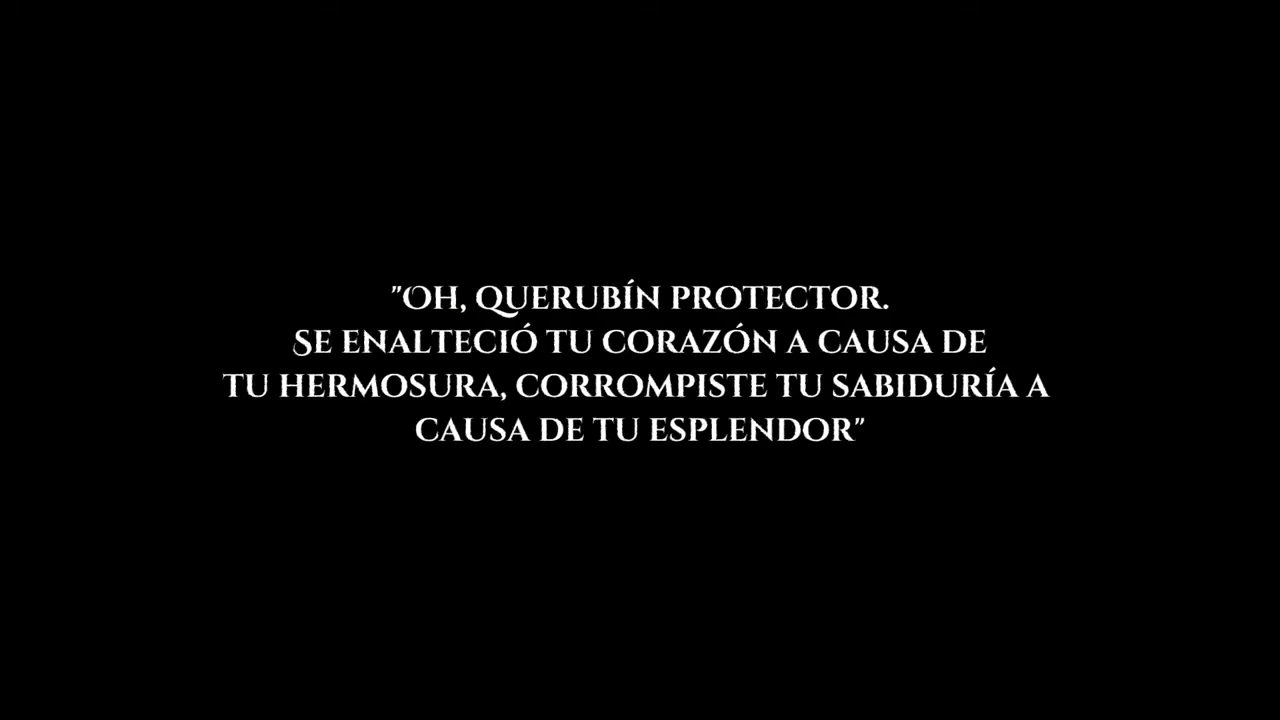 "Oh, Querubín protector.
Se enalteció tu corazón a causa de
tu hermosura, corrompiste tu sabiduría a
causa de tu esplendor"